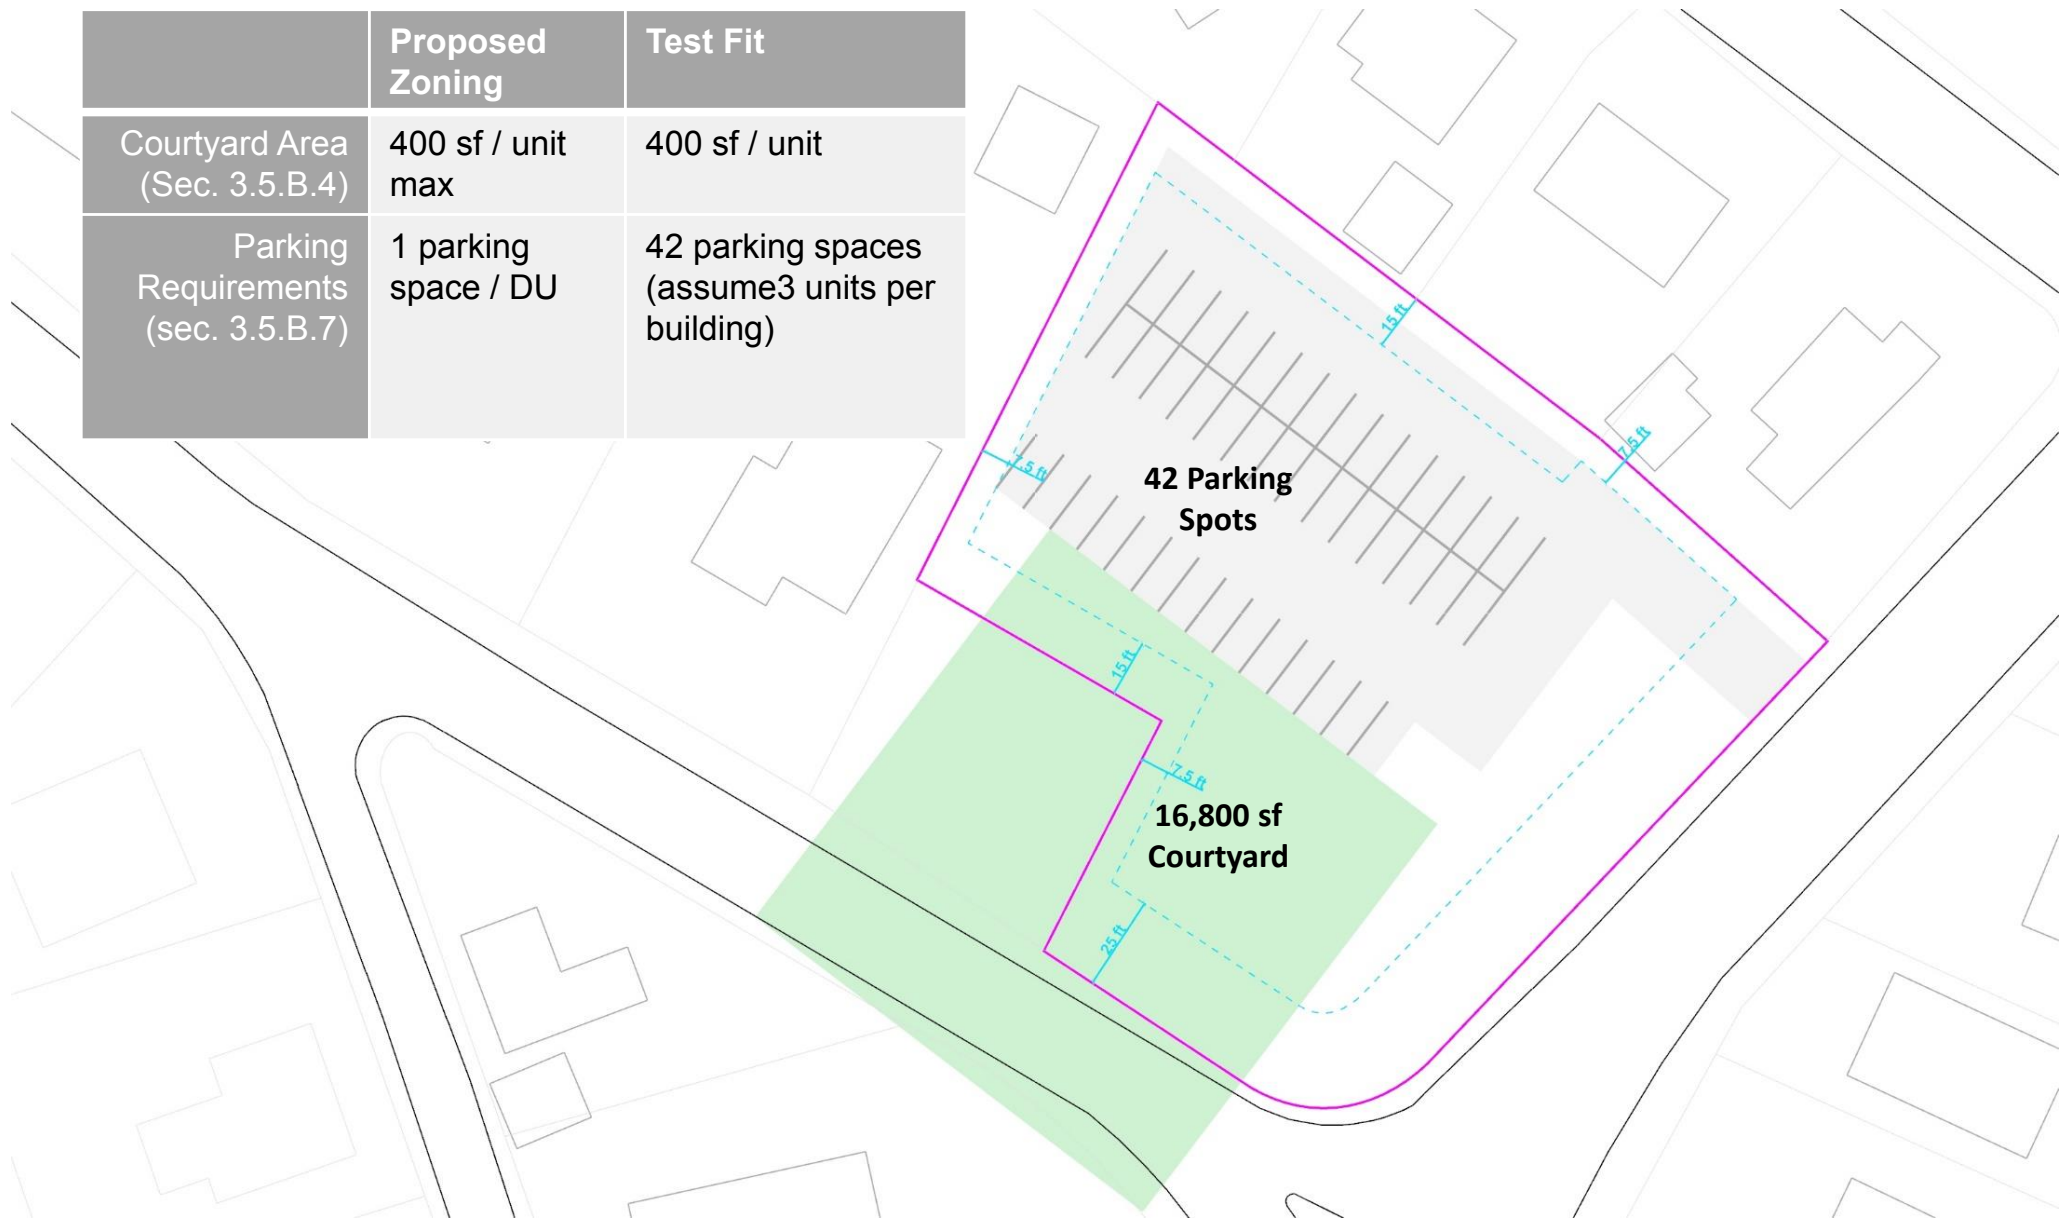 Proposed
Zoning
Test Fit
Courtyard Area
(Sec. 3.5.B.4)
400 sf / unit
max
400 sf / unit
Parking
Requirements
(sec. 3.5.B.7)
1 parking
space / DU
42 parking spaces
(assume3 units per
building)
15 ft
7.5 ft
7.5 ft
42 Parking
Spots
15 ft
7.5 ft
16,800 sf
Courtyard
25 ft